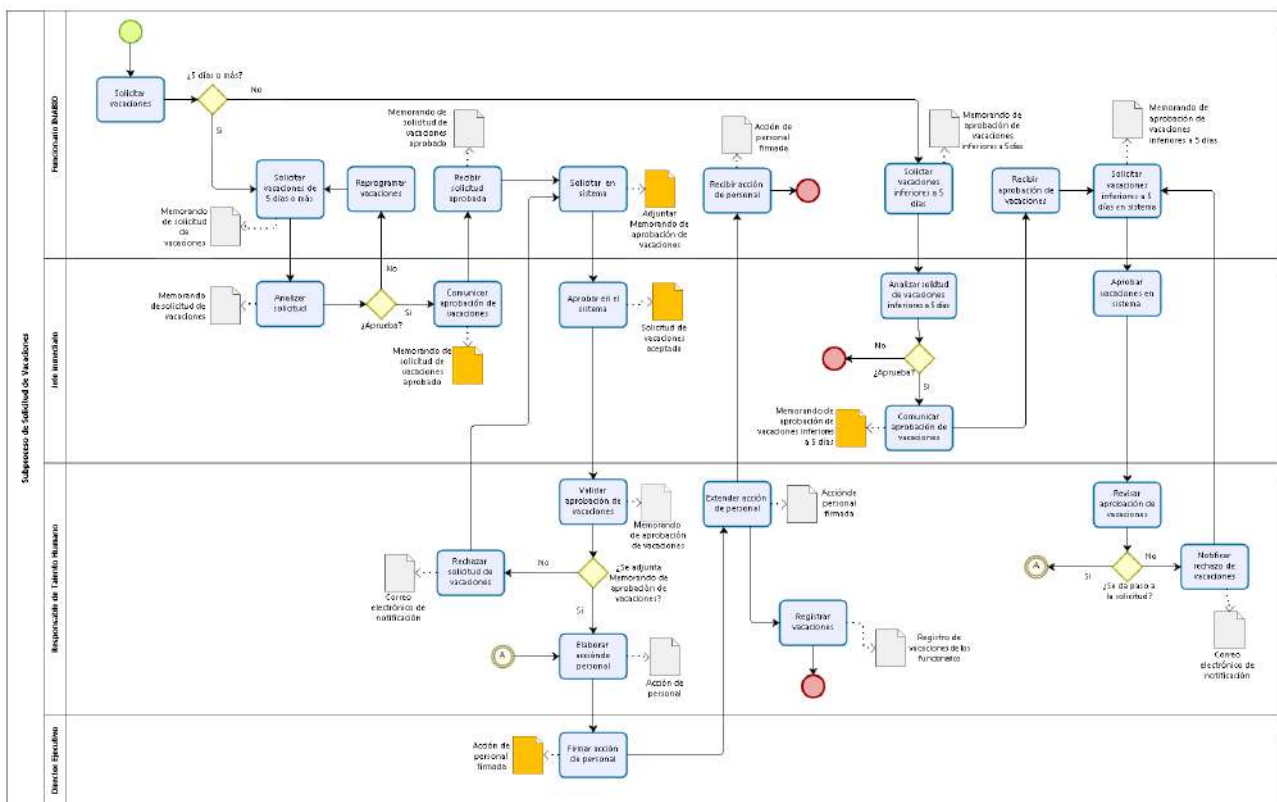 Subproceso de Solicitud de Vacaciones
Funcionario INABIO
Solicitar
vacaciones
¿5 días o más?
No
Si
Solicitar
vacaciones de
5 días o más
Memorando
de solicitud de
vacaciones
Reprogramar
vacaciones
Memorando de
solicitud de
vacaciones
aprobado
Recibir
solicitud
aprobada
Solicitar en
sistema
Adjuntar
Memorando de
aprobación de
vacaciones
Acción de
personal
firmada
Recibir acción
de personal
Memorando de
aprobación de
vacaciones
inferiores a 5 días
Solicitar
vacaciones
inferiores a 5
días
Recibir
aprobación de
vacaciones
Memorando de
aprobación de
vacaciones
inferiores a 5 días
Solicitar
vacaciones
inferiores a 5
días en sistema
Jefe inmediato
Memorando
de solicitud de
vacaciones
Analizar
solicitud
No
¿Aprueba?
Si
Comunicar
aprobación de
vacaciones
Memorando de
solicitud de
vacaciones
aprobado
Aprobar en el
sistema
Solicitud de
vacaciones
aceptada
Analizar solitud
de vacaciones
inferiores a 5 días
No
¿Aprueba?
Si
Memorando de
aprobación de
vacaciones inferiores
a 5 días
Comunicar
aprobación de
vacaciones
Aprobar
vacaciones en
sistema
Responsable de Talento Humano
Validar
aprobación de
vacaciones
Memorando
de aprobación
de vacaciones
Rechazar
solicitud de
vacaciones
No
¿Se adjunta
Memorando de
aprobación de
vacaciones?
Si
Correo
electrónico de
notificación
A
Elaborar
acción de
personal
Acción de
personal
Extender acción
de personal
Acción de
personal
firmada
Registrar
vacaciones
Registro de
vacaciones de los
funcionarios
Revisar
aprobación de
vacaciones
A
Si
¿Se da paso a
la solicitud?
No
Notificar
rechazo de
vacaciones
Correo
electrónico de
notificación
Director Ejecutivo
Acción de
personal
firmada
Firmar acción
de personal